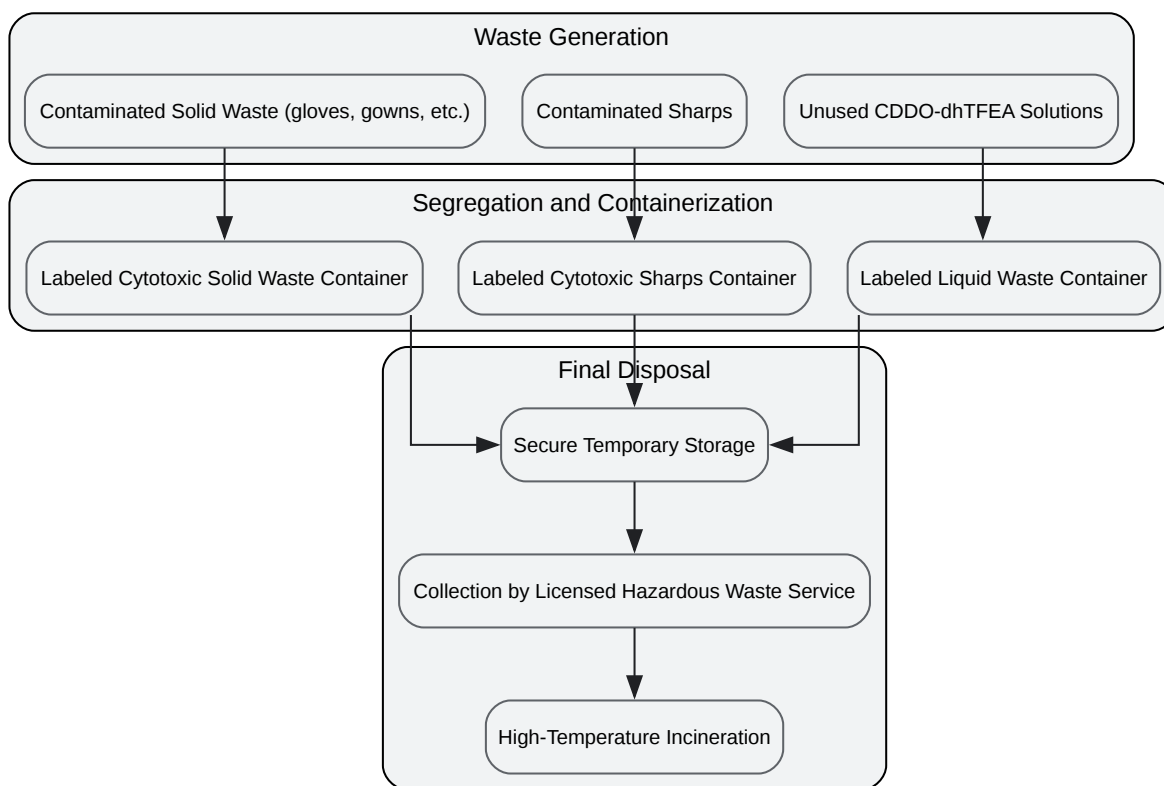 Waste Generation
Contaminated Solid Waste (gloves, gowns, etc.)
Contaminated Sharps
Unused CDDO-dhTFEA Solutions
Segregation and Containerization
Labeled Cytotoxic Solid Waste Container
Labeled Cytotoxic Sharps Container
Labeled Liquid Waste Container
Final Disposal
Secure Temporary Storage
Collection by Licensed Hazardous Waste Service
High-Temperature Incineration